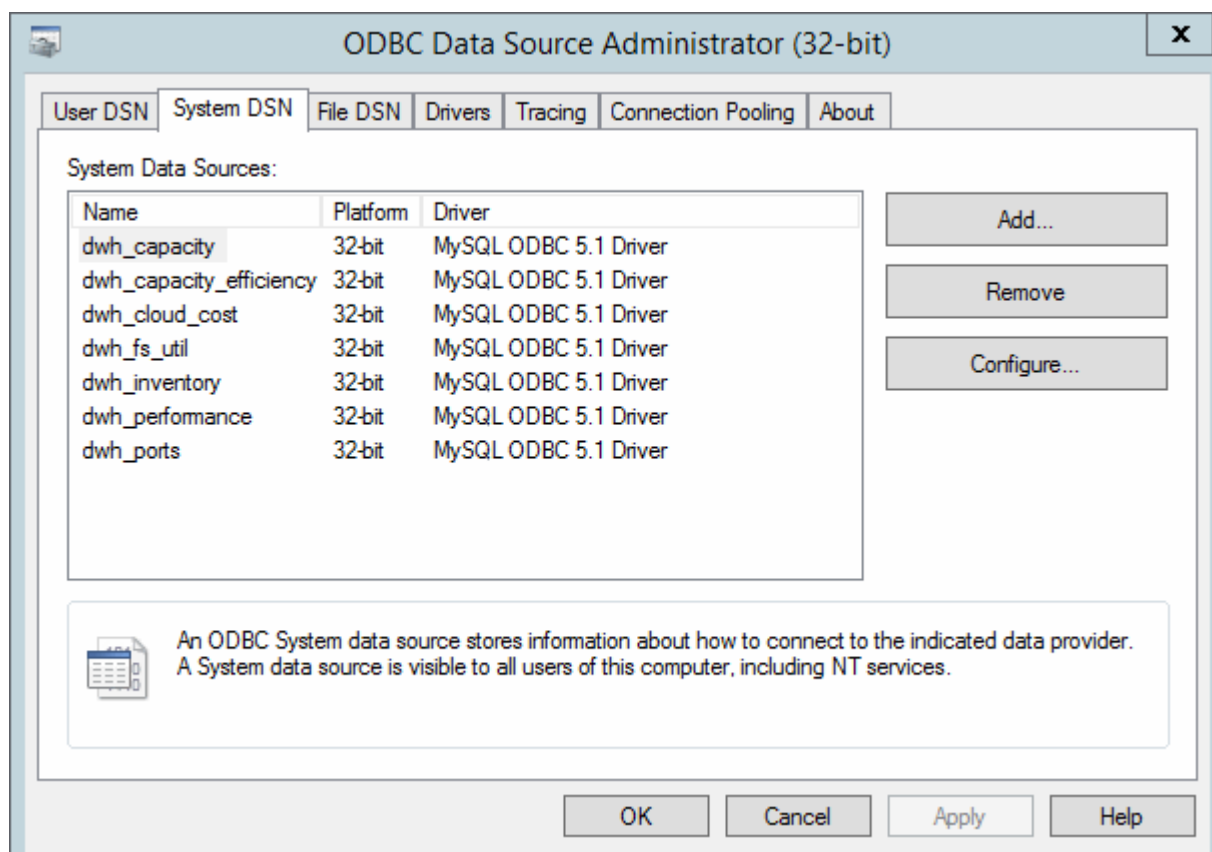 ODBC Data Source Administrator (32-bit)
x
User DSN System DSN File DSN Drivers Tracing Connection Pooling About
System Data Sources:
Name Platform Driver
dwh_capacity 32-bit MySQL ODBC 5.1 Driver
dwh_capacity_efficiency 32-bit MySQL ODBC 5.1 Driver
dwh_cloud_cost 32-bit MySQL ODBC 5.1 Driver
dwh_fs_util 32-bit MySQL ODBC 5.1 Driver
dwh_inventory 32-bit MySQL ODBC 5.1 Driver
dwh_performance 32-bit MySQL ODBC 5.1 Driver
dwh_ports 32-bit MySQL ODBC 5.1 Driver
Add...
Remove
Configure...
An ODBC System data source stores information about how to connect to the indicated data provider.
A System data source is visible to all users of this computer, including NT services.
OK Cancel Apply Help